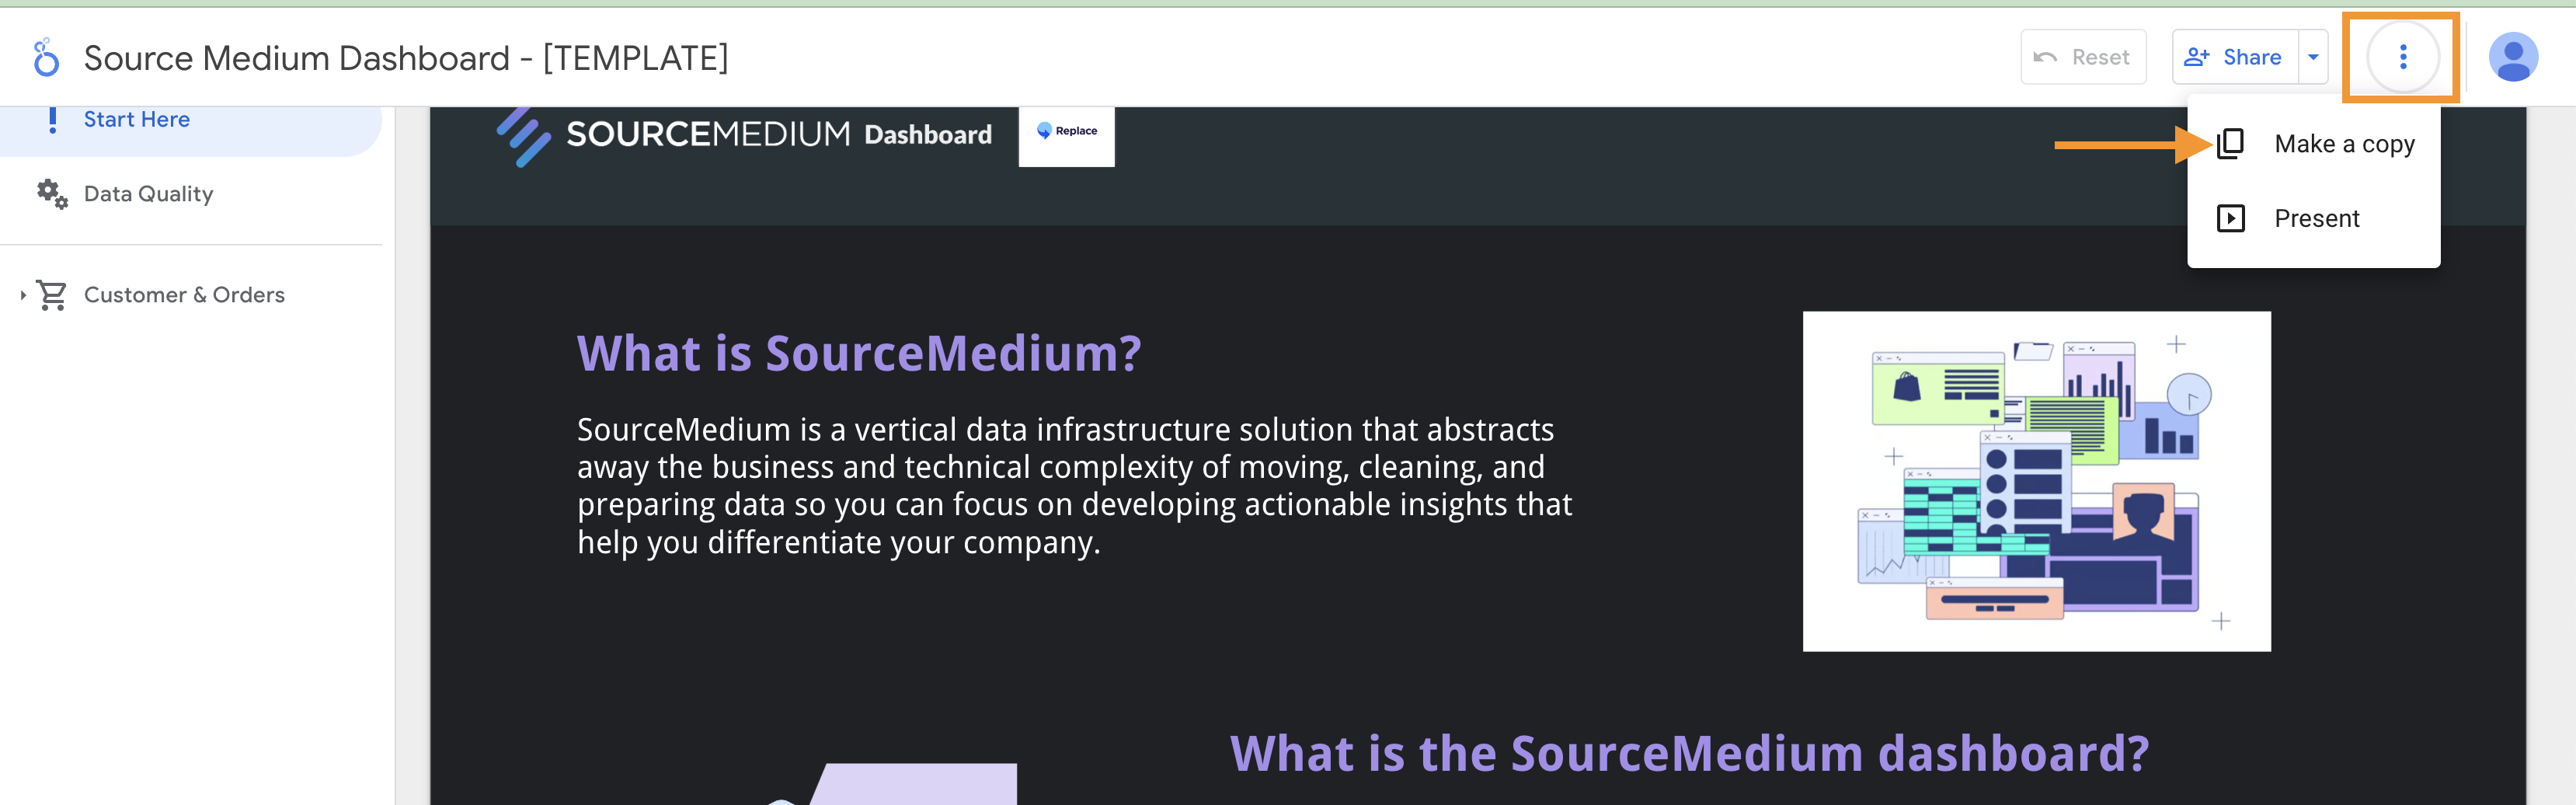 Source Medium Dashboard - [TEMPLATE]
Reset
Share
Start Here
Data Quality
Customer & Orders
SOURCEMEDIUM Dashboard
Replace
Make a copy
Present
What is SourceMedium?
SourceMedium is a vertical data infrastructure solution that abstracts
away the business and technical complexity of moving, cleaning, and
preparing data so you can focus on developing actionable insights that
help you differentiate your company.
What is the SourceMedium dashboard?